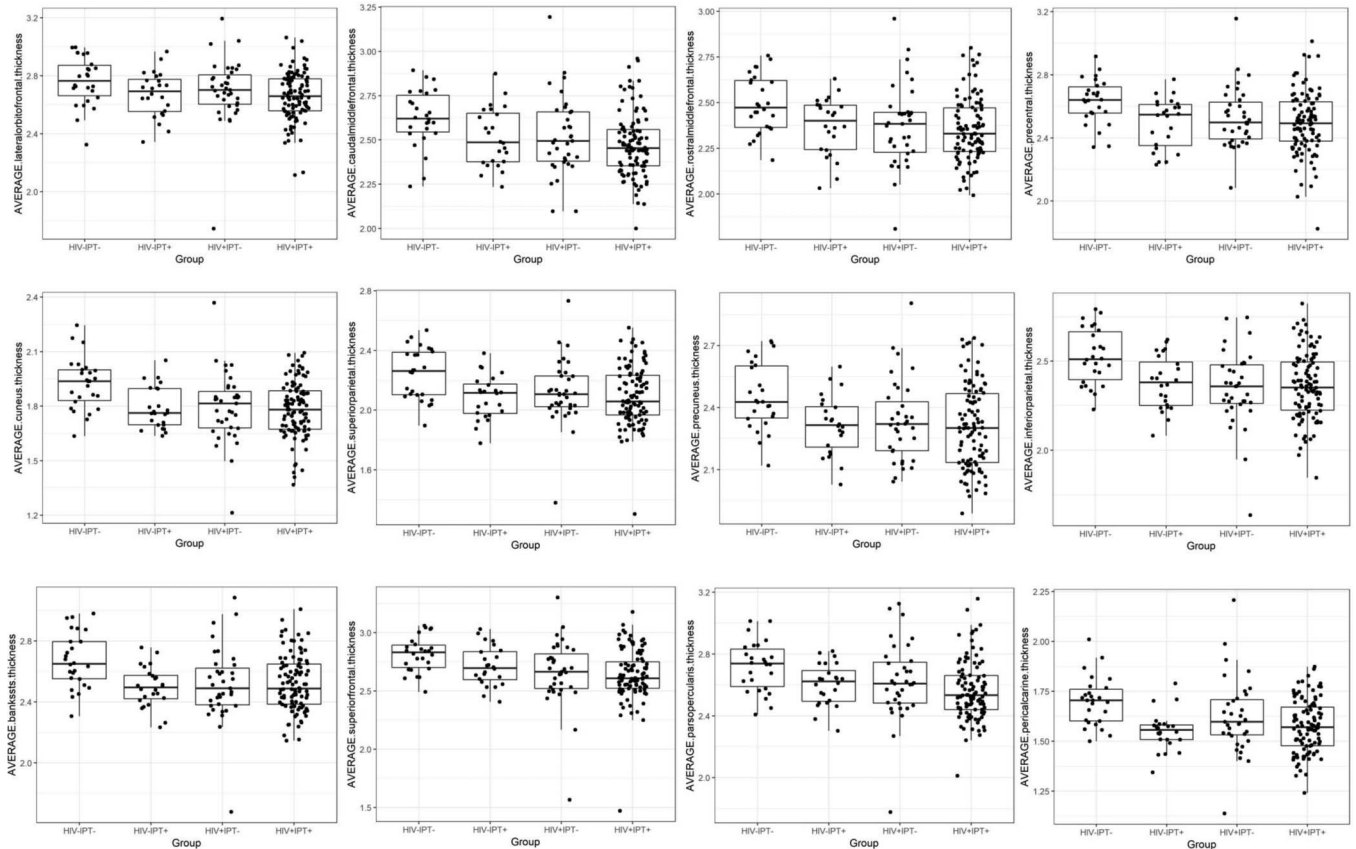 AVERAGE.lateralorbitofrontal.thickness
3.2
2.8
2.4
2.0
HIV-IPT- HIV-IPT+ HIV+IPT- HIV+IPT+
Group
AVERAGE.caudalmiddlefrontal.thickness
3.25
3.00
2.75
2.50
2.25
2.00
HIV-IPT- HIV-IPT+ HIV+IPT- HIV+IPT+
Group
AVERAGE.rostralmiddlefrontal.thickness
3.00
2.75
2.50
2.25
2.00
HIV-IPT- HIV-IPT+ HIV+IPT- HIV+IPT+
Group
AVERAGE.precentral.thickness
3.2
2.8
2.4
2.0
HIV-IPT- HIV-IPT+ HIV+IPT- HIV+IPT+
Group
AVERAGE.cuneus.thickness
2.4
2.1
1.8
1.5
1.2
HIV-IPT- HIV-IPT+ HIV+IPT- HIV+IPT+
Group
AVERAGE.superiorparietal.thickness
2.8
2.4
2.0
1.6
HIV-IPT- HIV-IPT+ HIV+IPT- HIV+IPT+
Group
AVERAGE.precuneus.thickness
2.7
2.4
2.1
HIV-IPT- HIV-IPT+ HIV+IPT- HIV+IPT+
Group
AVERAGE.inferiorparietal.thickness
2.5
2.0
HIV-IPT- HIV-IPT+ HIV+IPT- HIV+IPT+
Group
AVERAGE.bankssts.thickness
2.8
2.4
2.0
HIV-IPT- HIV-IPT+ HIV+IPT- HIV+IPT+
Group
AVERAGE.superiorfrontal.thickness
3.0
2.5
2.0
1.5
HIV-IPT- HIV-IPT+ HIV+IPT- HIV+IPT+
Group
AVERAGE.parsopercularis.thickness
3.2
2.8
2.4
2.0
HIV-IPT- HIV-IPT+ HIV+IPT- HIV+IPT+
Group
AVERAGE.pericalcarine.thickness
2.25
2.00
1.75
1.50
1.25
HIV-IPT- HIV-IPT+ HIV+IPT- HIV+IPT+
Group